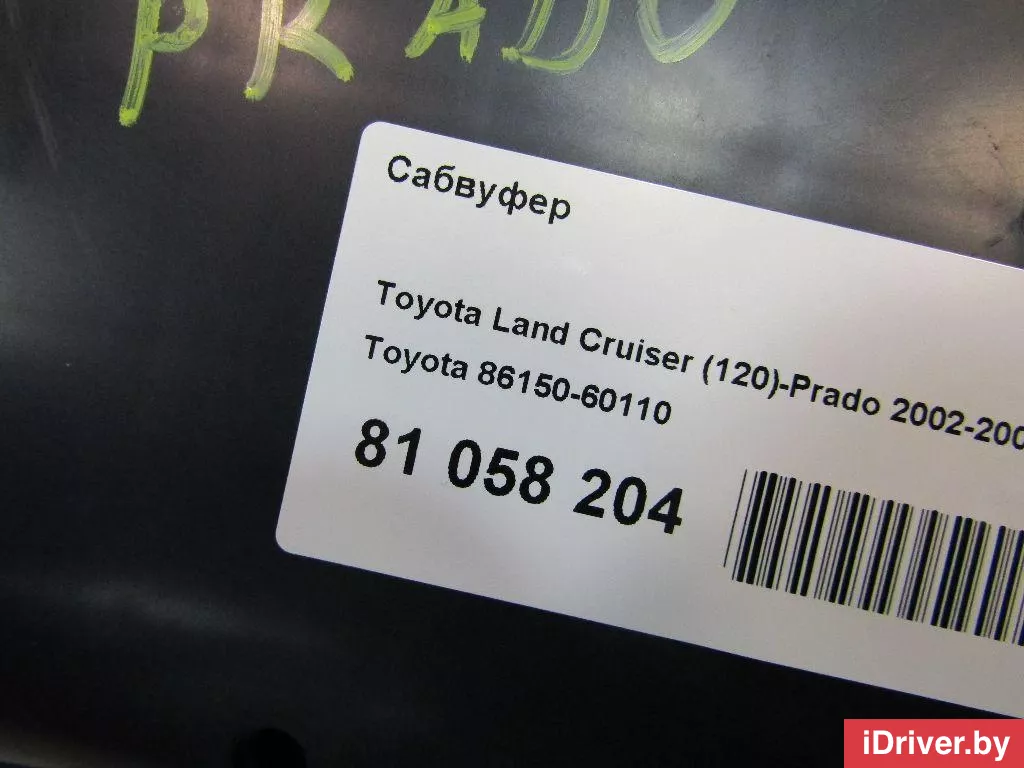 PRADO
Сабвуфер
Toyota Land Cruiser (120)-Prado 2002-200
Toyota 86150-60110
81 058 204
iDriver.by